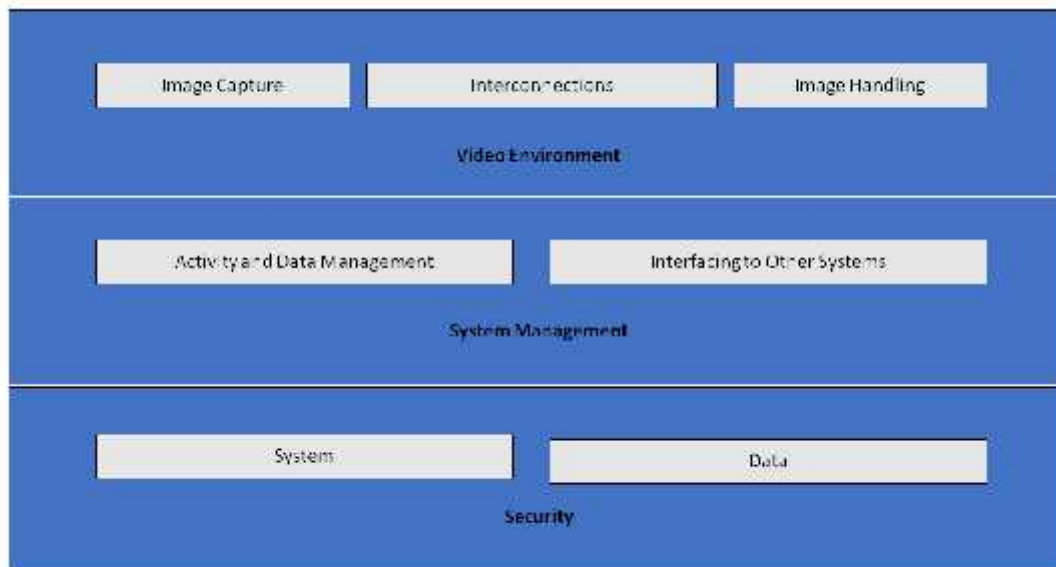 Image Capture
Interconnections
Image Handling
Video Environment
Activity and Data Management
Interfacing to Other Systems
System Management
System
Data
Security